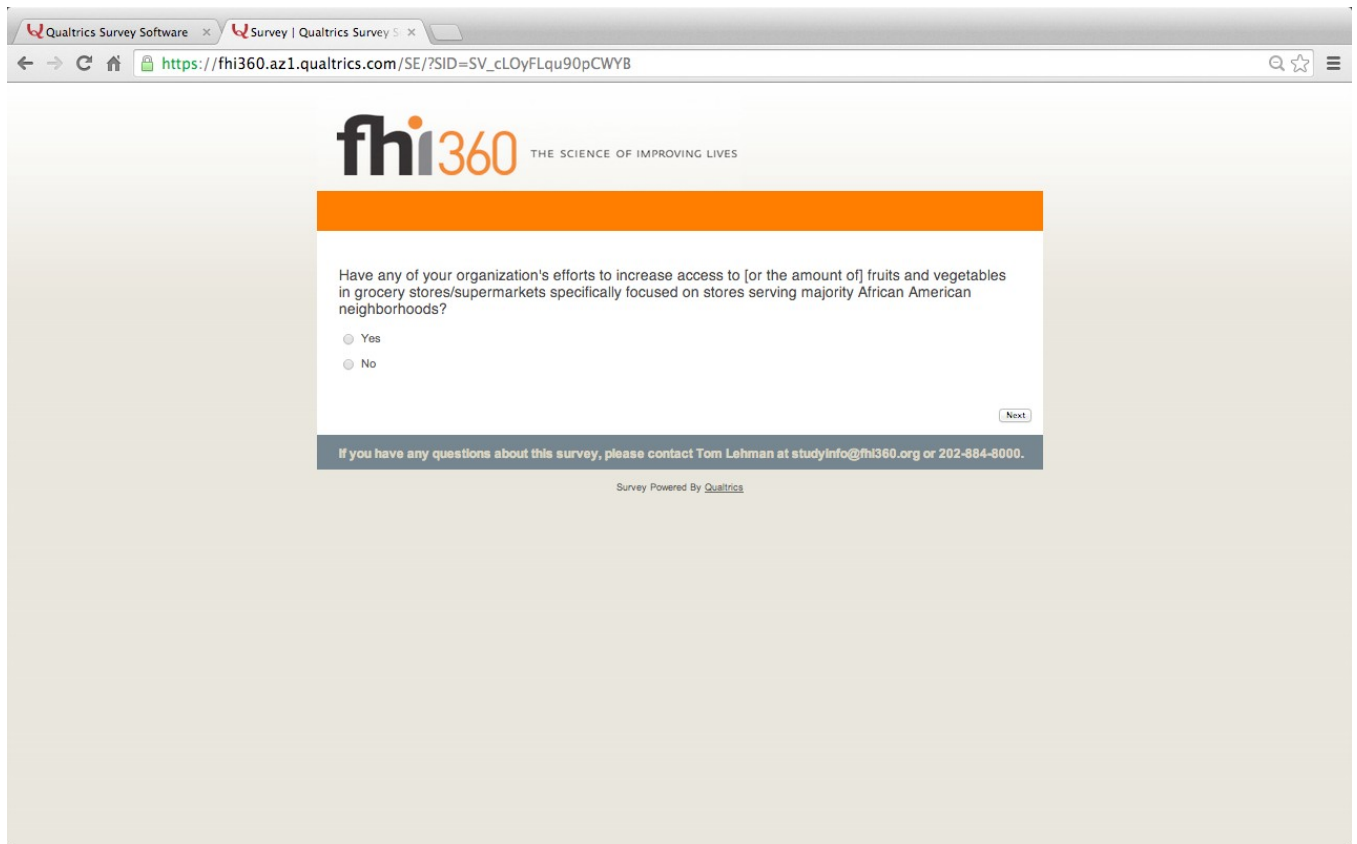 Qualtrics Survey Software
Survey | Qualtrics Survey S
https://fhi360.az1.qualtrics.com/SE/?SID=SV_cLOyFLqu90pCWYB
fhi360 THE SCIENCE OF IMPROVING LIVES
Have any of your organization's efforts to increase access to [or the amount of] fruits and vegetables
in grocery stores/supermarkets specifically focused on stores serving majority African American
neighborhoods?
Yes
No
Next
If you have any questions about this survey, please contact Tom Lehman at studyinfo@fhi360.org or 202-884-8000.
Survey Powered By Qualtrics